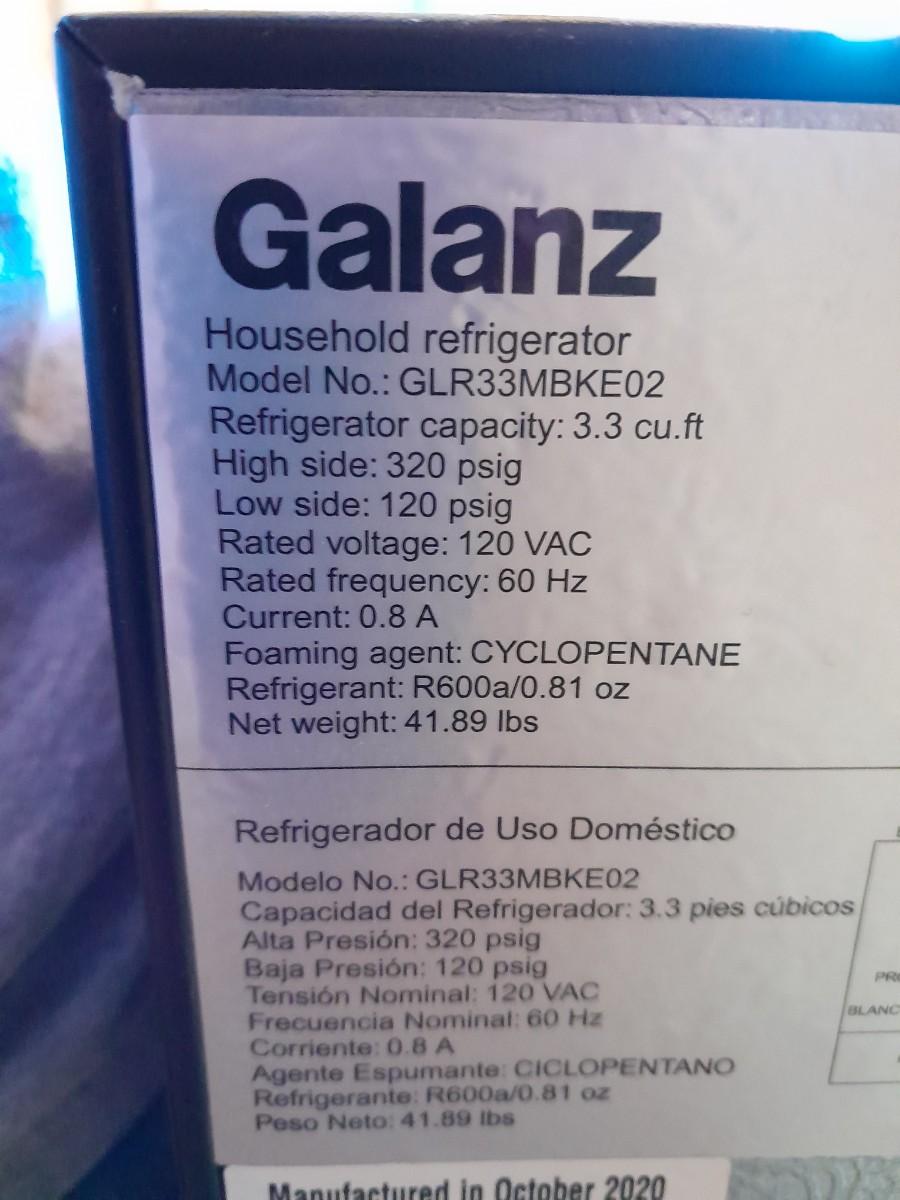 Galanz
Household refrigerator
Model No.: GLR33MBKE02
Refrigerator capacity: 3.3 cu.ft
High side: 320 psig
Low side: 120 psig
Rated voltage: 120 VAC
Rated frequency: 60 Hz
Current: 0.8 A
Foaming agent: CYCLOPENTANE
Refrigerant: R600a/0.81 oz
Net weight: 41.89 lbs
Refrigerador de Uso Doméstico
Modelo No.: GLR33MBKE02
Capacidad del Refrigerador: 3.3 pies cúbicos
Alta Presión: 320 psig
Baja Presión: 120 psig
Tensión Nominal: 120 VAC
Frecuencia Nominal: 60 Hz
Corriente: 0.8 A
Agente Espumante: CICLOPENTANO
Refrigerante: R600a/0.81 oz
Peso Neto: 41.89 lbs
Manufactured in October 2020